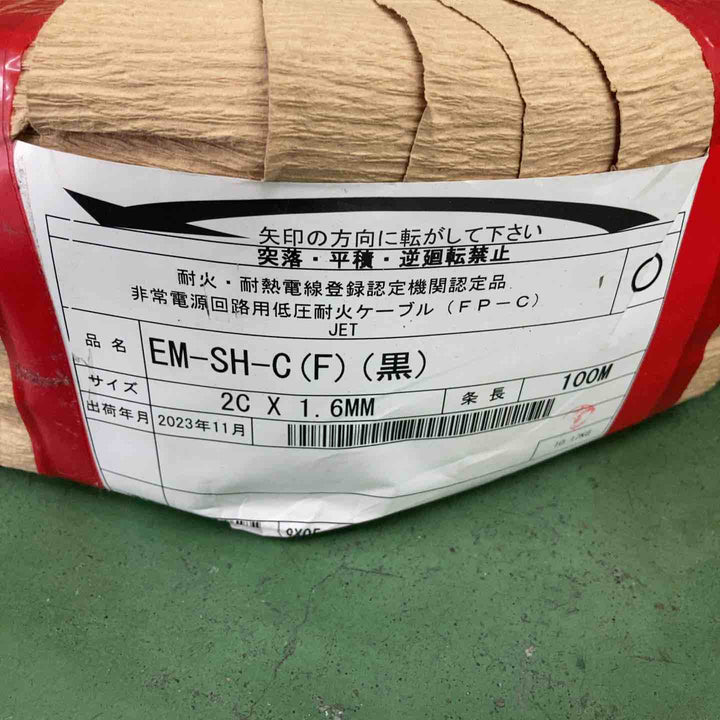 矢印の方向に転がして下さい
突落・平積・逆廻転禁止
耐火・耐熱電線登録認定機関認定品
非常電源回路用低圧耐火ケーブル(FP-C)
JET
品名 EM-SH-C(F)(黒)
サイズ 2C X 1.6MM 条長 100M
出荷年月 2023年11月